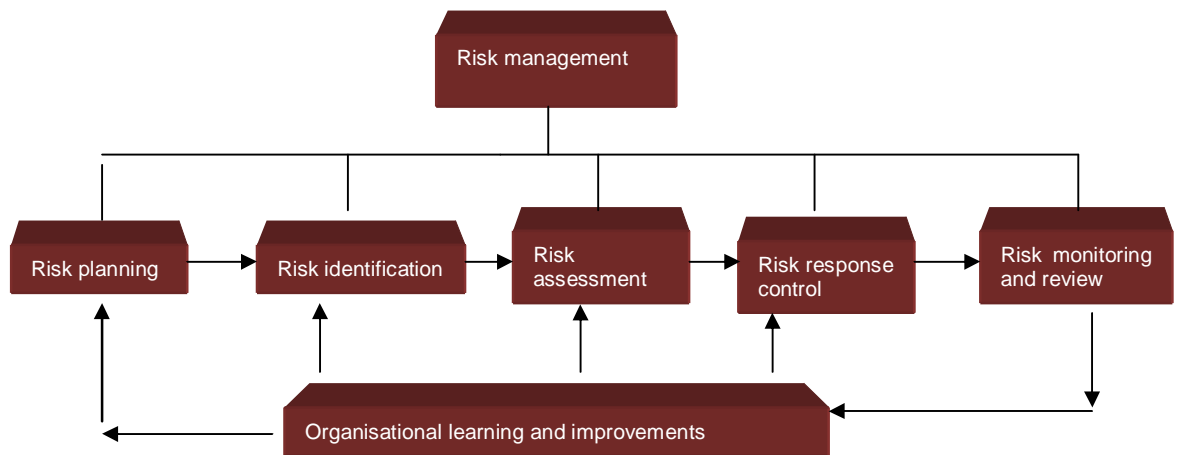 Risk management
Risk planning
Risk identification
Risk
assessment
Risk response
control
Risk  monitoring
and review
Organisational learning and improvements